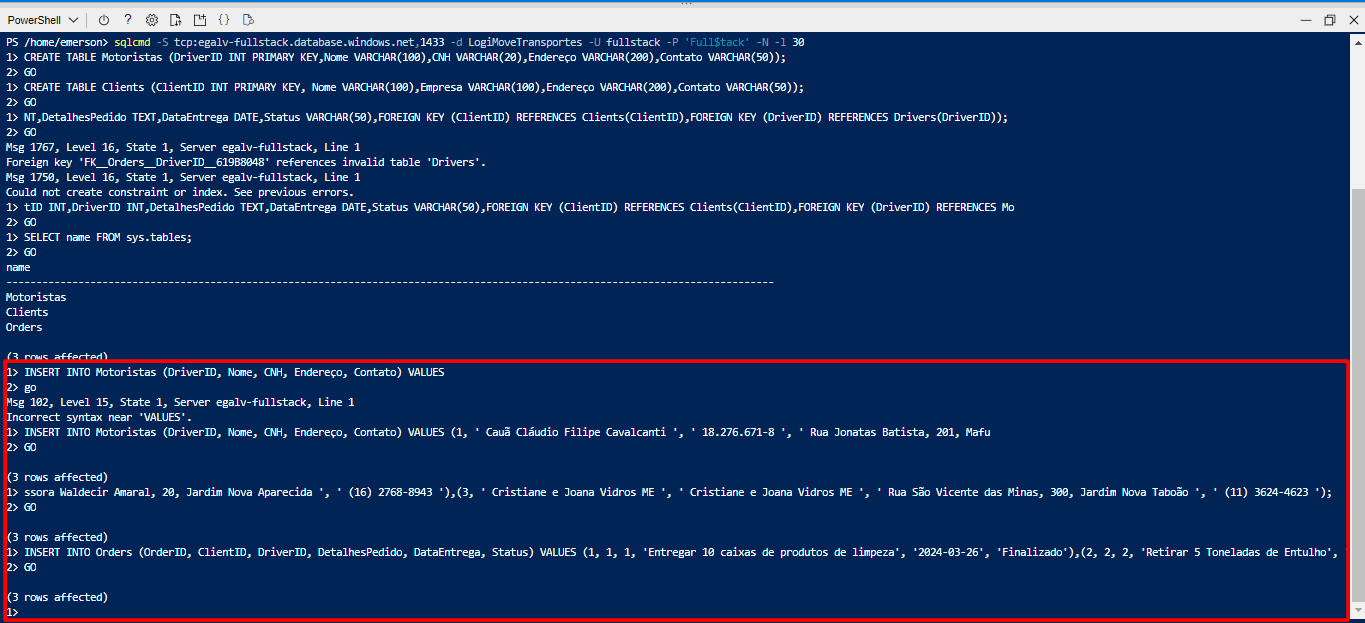 PowerShell
PS /home/emerson> sqlcmd -S tcp:egalv-fullstack.database.windows.net,1433 -d LogiMoveTransportes -U fullstack -P 'Full$tack' -N -l 30
1> CREATE TABLE Motoristas (DriverID INT PRIMARY KEY,Nome VARCHAR(100),CNH VARCHAR(20),Endereço VARCHAR(200),Contato VARCHAR(50));
2> GO
1> CREATE TABLE Clients (ClientID INT PRIMARY KEY, Nome VARCHAR(100),Empresa VARCHAR(100),Endereço VARCHAR(200),Contato VARCHAR(50));
2> GO
1> NT,DetalhesPedido TEXT,DataEntrega DATE,Status VARCHAR(50),FOREIGN KEY (ClientID) REFERENCES Clients(ClientID),FOREIGN KEY (DriverID) REFERENCES Drivers(DriverID));
2> GO
Msg 1767, Level 16, State 1, Server egalv-fullstack, Line 1
Foreign key 'FK__Orders__DriverID__619B8048' references invalid table 'Drivers'.
Msg 1750, Level 16, State 1, Server egalv-fullstack, Line 1
Could not create constraint or index. See previous errors.
1> tID INT,DriverID INT,DetalhesPedido TEXT,DataEntrega DATE,Status VARCHAR(50),FOREIGN KEY (ClientID) REFERENCES Clients(ClientID),FOREIGN KEY (DriverID) REFERENCES Mo
2> GO
1> SELECT name FROM sys.tables;
2> GO
name
--------------------------------------------------------------------------------------------------------------------------------
Motoristas
Clients
Orders
(3 rows affected)
1> INSERT INTO Motoristas (DriverID, Nome, CNH, Endereço, Contato) VALUES
2> go
Msg 102, Level 15, State 1, Server egalv-fullstack, Line 1
Incorrect syntax near 'VALUES'.
1> INSERT INTO Motoristas (DriverID, Nome, CNH, Endereço, Contato) VALUES (1, ' Cauã Cláudio Filipe Cavalcanti ', ' 18.276.671-8 ', ' Rua Jonatas Batista, 201, Mafu
2> GO
(3 rows affected)
1> ssora Waldecir Amaral, 20, Jardim Nova Aparecida ', ' (16) 2768-8943 '),(3, ' Cristiane e Joana Vidros ME ', ' Cristiane e Joana Vidros ME ', ' Rua São Vicente das Minas, 300, Jardim Nova Taboão ', ' (11) 3624-4623 ');
2> GO
(3 rows affected)
1> INSERT INTO Orders (OrderID, ClientID, DriverID, DetalhesPedido, DataEntrega, Status) VALUES (1, 1, 1, 'Entregar 10 caixas de produtos de limpeza', '2024-03-26', 'Finalizado'),(2, 2, 2, 'Retirar 5 Toneladas de Entulho',
2> GO
(3 rows affected)
1>